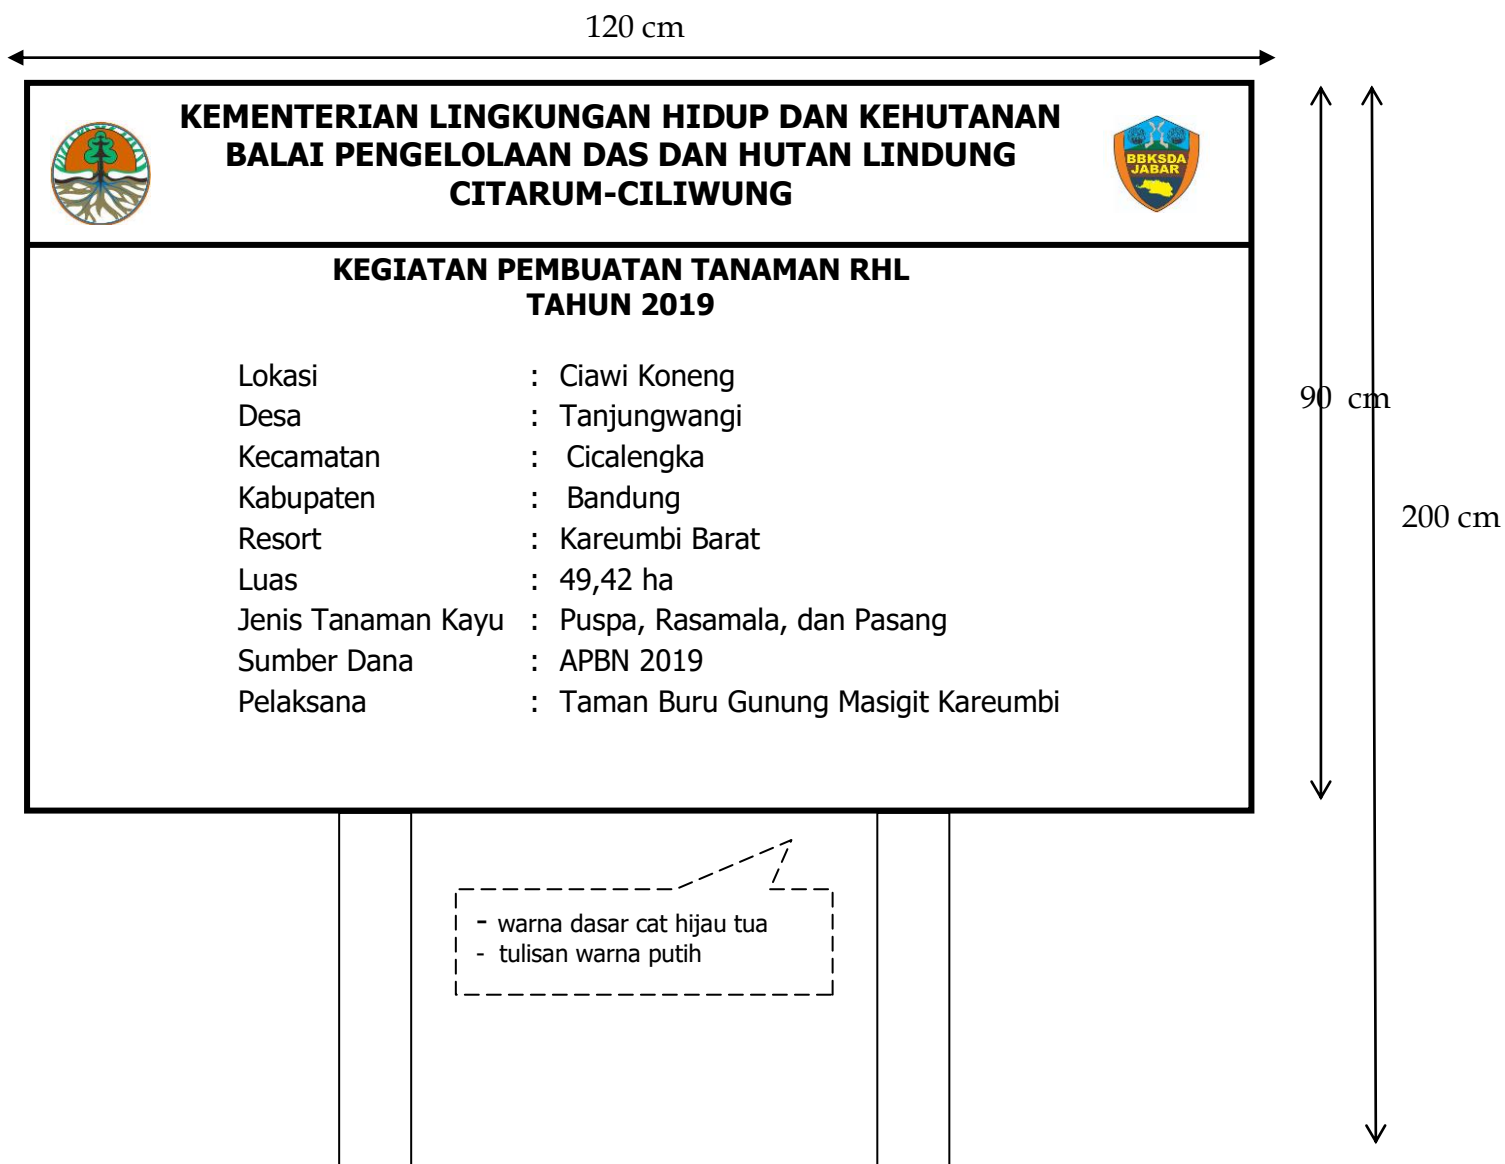 120 cm
KEMENTERIAN LINGKUNGAN HIDUP DAN KEHUTANAN
BALAI PENGELOLAAN DAS DAN HUTAN LINDUNG
CITARUM-CILIWUNG
BBKSDA
JABAR
KEGIATAN PEMBUATAN TANAMAN RHL
TAHUN 2019
Lokasi : Ciawi Koneng
Desa : Tanjungwangi
Kecamatan : Cicalengka
Kabupaten : Bandung
Resort : Kareumbi Barat
Luas : 49,42 ha
Jenis Tanaman Kayu : Puspa, Rasamala, dan Pasang
Sumber Dana : APBN 2019
Pelaksana : Taman Buru Gunung Masigit Kareumbi
90 cm
200 cm
- warna dasar cat hijau tua
- tulisan warna putih